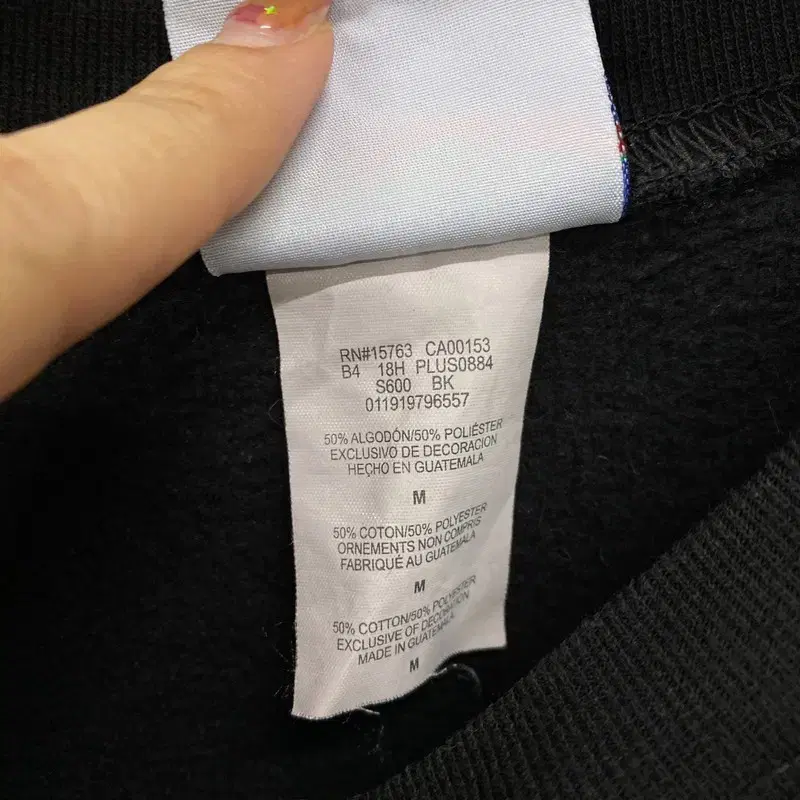 RN#15763 CA00153
B4 18H PLUS0884
S600 BK
011919796557
50% ALGODÓN/50% POLIÉSTER
EXCLUSIVO DE DECORACION
HECHO EN GUATEMALA
M
50% COTON/50% POLYESTER
ORNEMENTS NON COMPRIS
FABRIQUÉ AU GUATEMALA
M
50% COTTON/50% POLYESTER
EXCLUSIVE OF DECORATION
MADE IN GUATEMALA
M